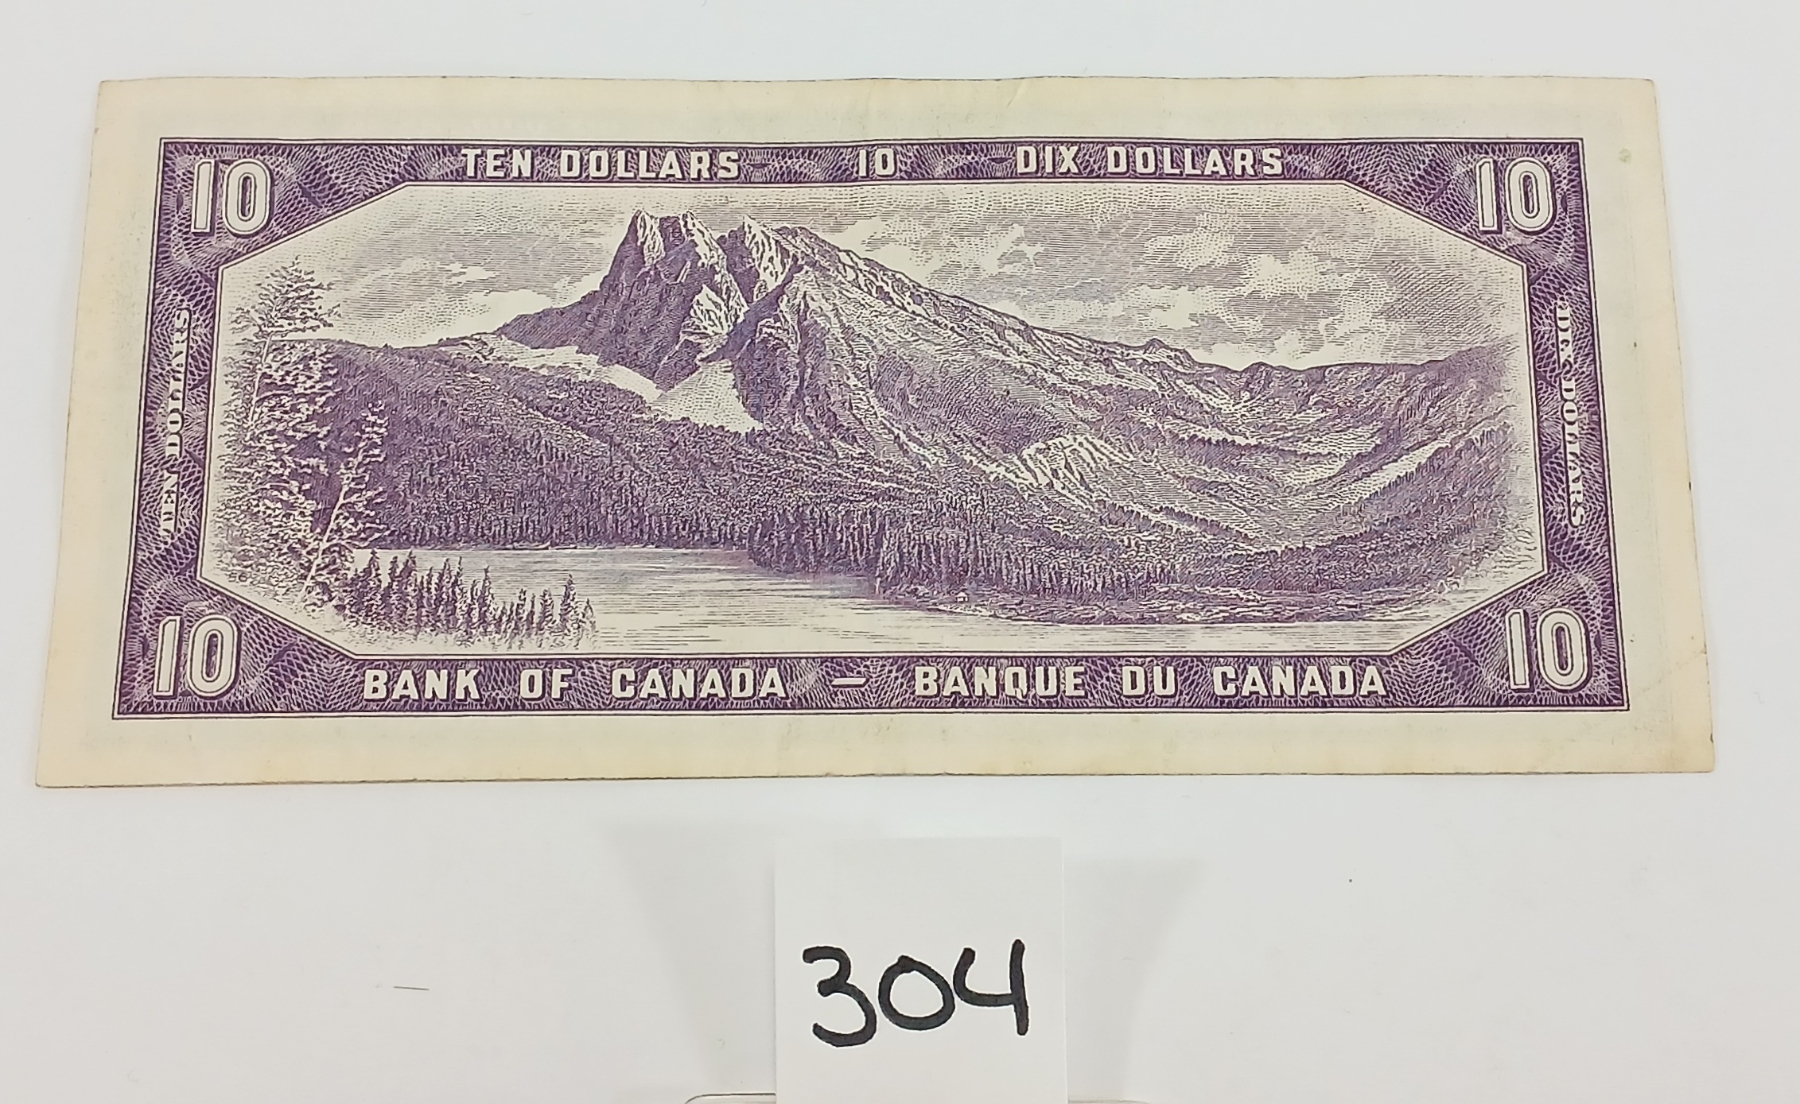 TEN DOLLARS 10 DIX DOLLARS
10
10
TEN DOLLARS
DIX DOLLARS
10
10
BANK OF CANADA — BANQUE DU CANADA
304